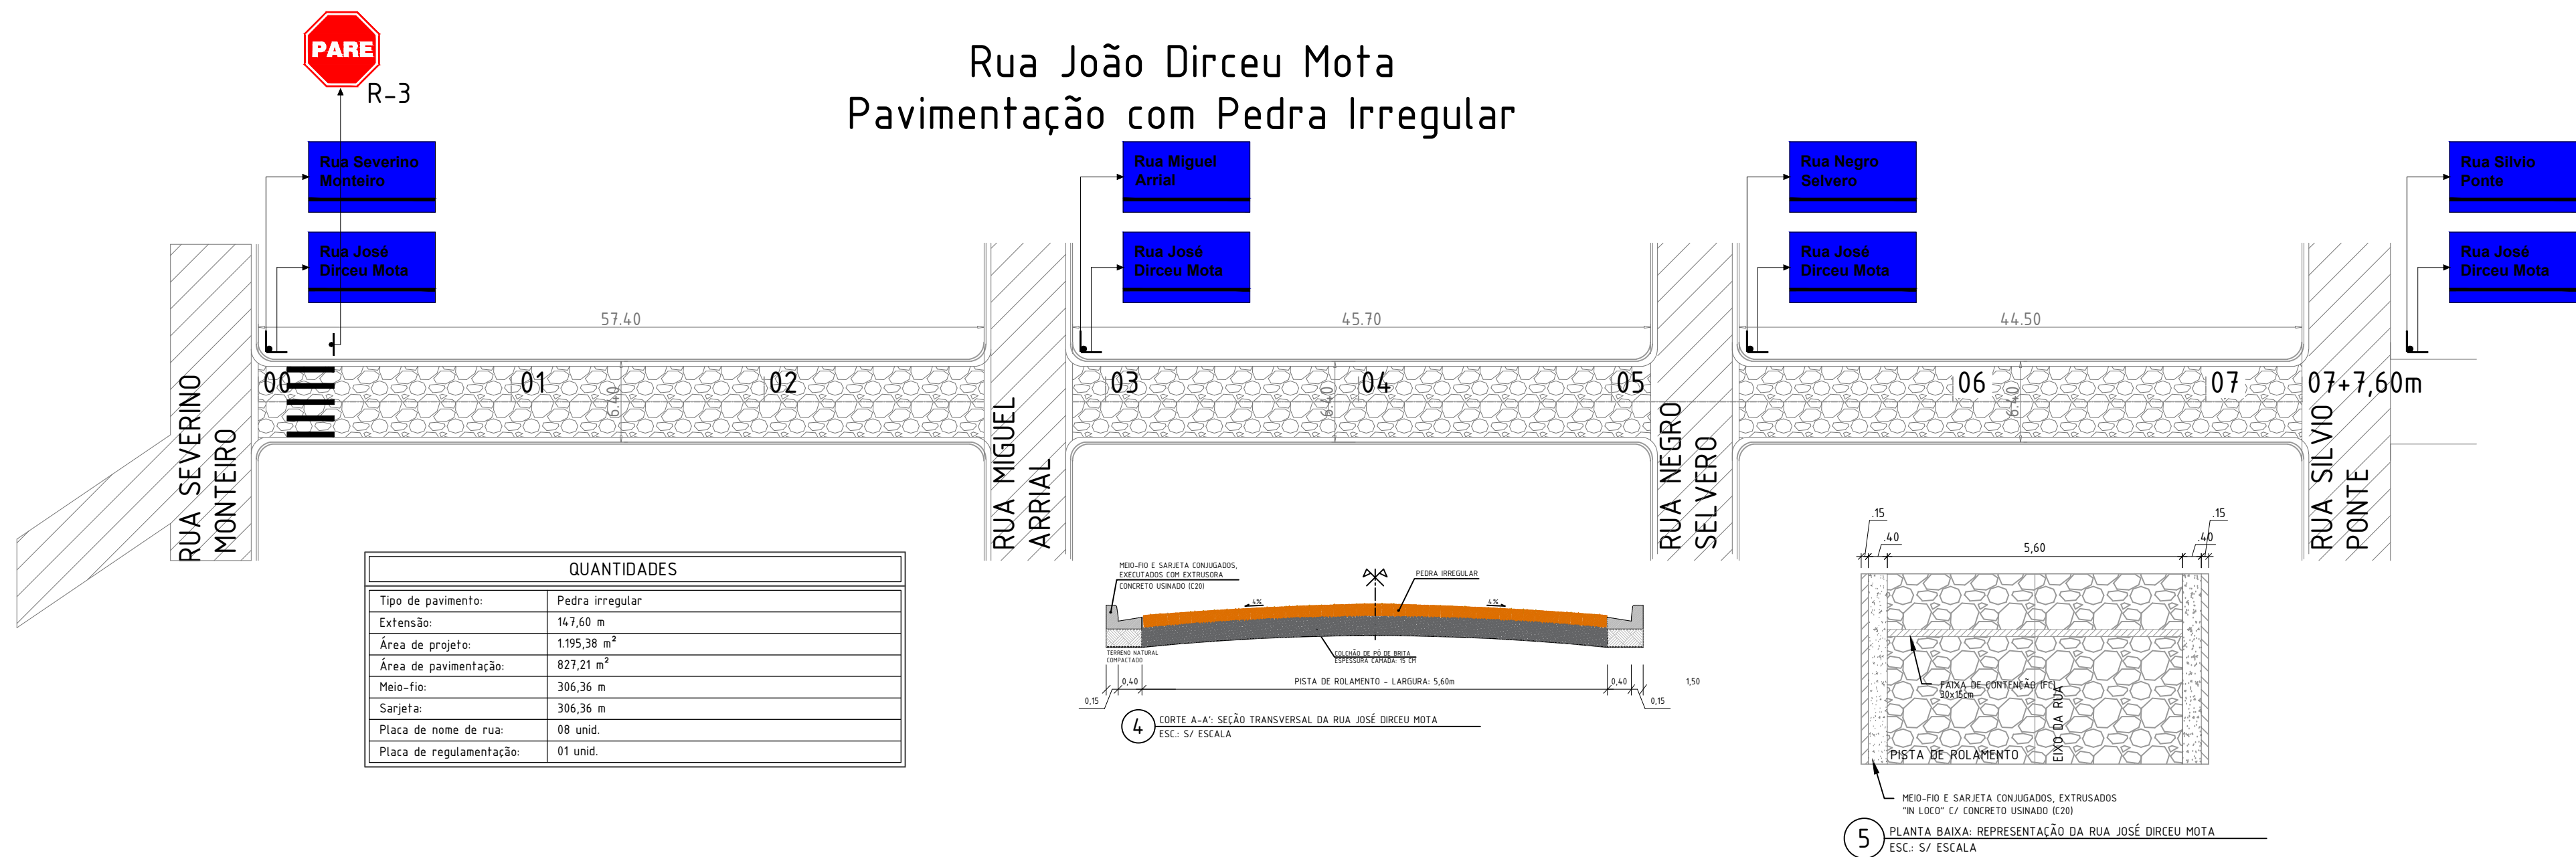 Rua João Dirceu Mota
Pavimentação com Pedra Irregular
PARE
R-3
Rua Severino
Monteiro
Rua José
Dirceu Mota
Rua Miguel
Arrial
Rua José
Dirceu Mota
Rua Negro
Selvero
Rua José
Dirceu Mota
Rua Silvio
Ponte
Rua José
Dirceu Mota
57.40
45.70
44.50
00
01
02
03
04
05
06
07
07+7,60m
6.40
6.40
6.40
RUA SEVERINO
MONTEIRO
RUA MIGUEL
ARRIAL
RUA NEGRO
SELVERO
RUA SILVIO
PONTE
QUANTIDADES
Tipo de pavimento: Pedra irregular
Extensão: 147,60 m
Área de projeto: 1.195,38 m²
Área de pavimentação: 827,21 m²
Meio-fio: 306,36 m
Sarjeta: 306,36 m
Placa de nome de rua: 08 unid.
Placa de regulamentação: 01 unid.
MEIO-FIO E SARJETA CONJUGADOS,
EXECUTADOS COM EXTRUSORA
CONCRETO USINADO (C20)
PEDRA IRREGULAR
4%
4%
TERRENO NATURAL
COMPACTADO
COLCHÃO DE PÓ DE BRITA
ESPESSURA CAMADA: 15 CM
0,15
0,40
PISTA DE ROLAMENTO - LARGURA: 5,60m
0,40
0,15
1,50
4
CORTE A-A': SEÇÃO TRANSVERSAL DA RUA JOSÉ DIRCEU MOTA
ESC.: S/ ESCALA
.15
.40
5,60
.40
.15
FAIXA DE CONTENÇÃO (FC)
30x15cm
EIXO DA RUA
PISTA DE ROLAMENTO
MEIO-FIO E SARJETA CONJUGADOS, EXTRUSADOS
"IN LOCO" C/ CONCRETO USINADO (C20)
5
PLANTA BAIXA: REPRESENTAÇÃO DA RUA JOSÉ DIRCEU MOTA
ESC.: S/ ESCALA